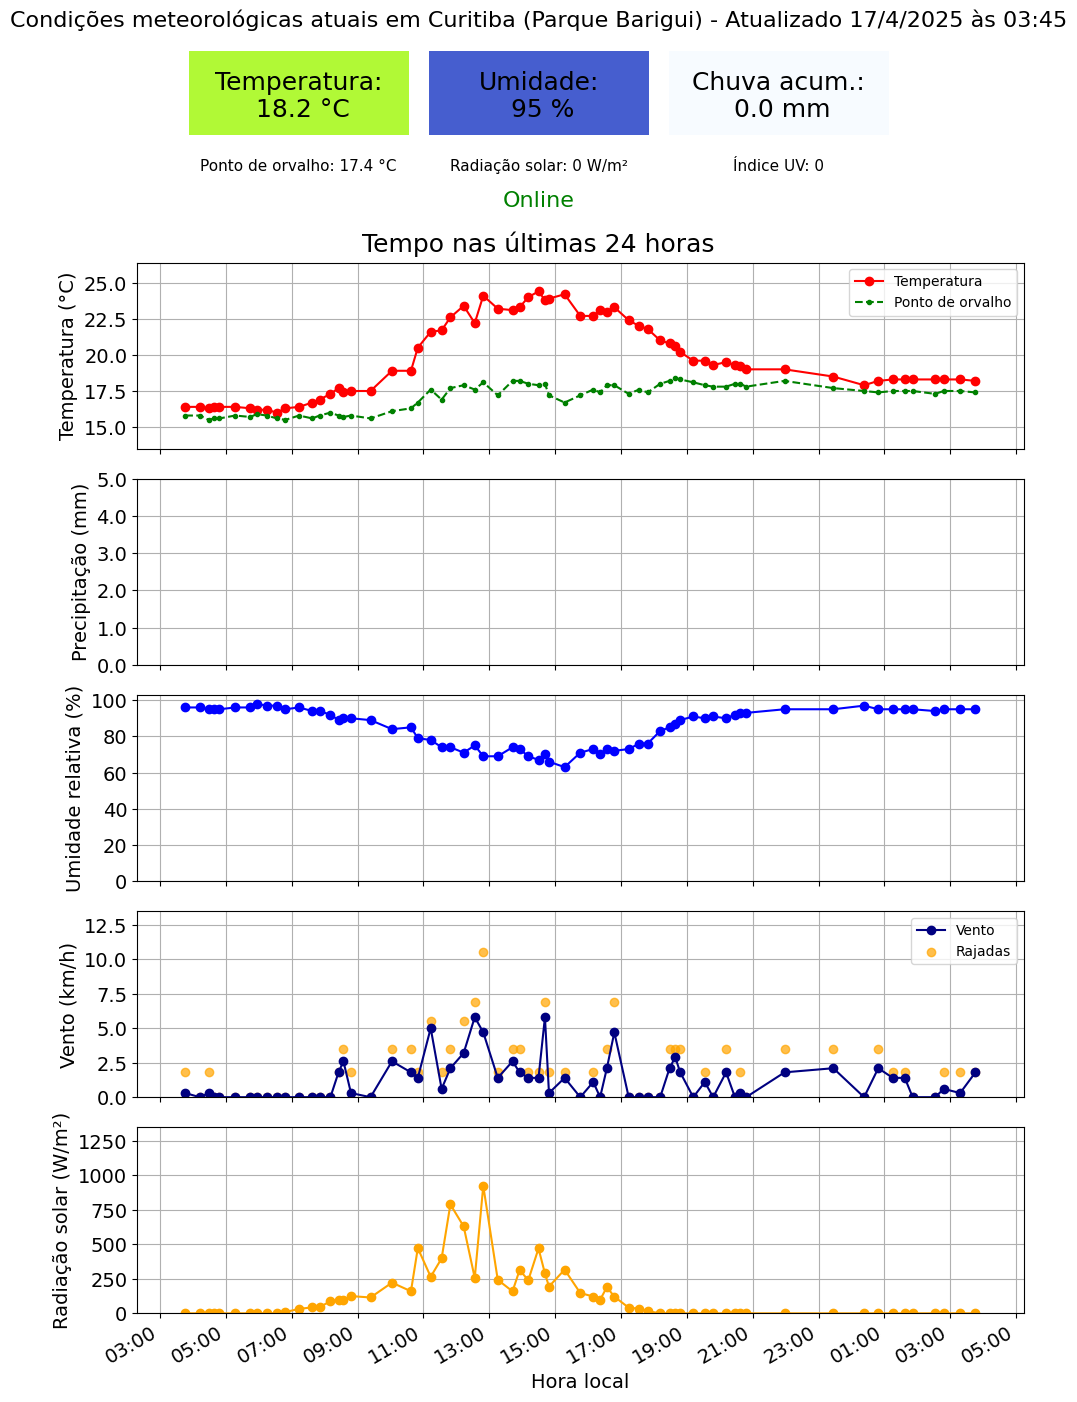 Condições meteorológicas atuais em Curitiba (Parque Barigui) - Atualizado 17/4/2025 às 03:45
Temperatura:
18.2 °C
Umidade:
95 %
Chuva acum.:
0.0 mm
Ponto de orvalho: 17.4 °C
Radiação solar: 0 W/m²
Índice UV: 0
Online
Tempo nas últimas 24 horas
Temperatura (°C)
25.0
22.5
20.0
17.5
15.0
Temperatura
Ponto de orvalho
Precipitação (mm)
5.0
4.0
3.0
2.0
1.0
0.0
Umidade relativa (%)
100
80
60
40
20
0
Vento (km/h)
12.5
10.0
7.5
5.0
2.5
0.0
Vento
Rajadas
Radiação solar (W/m²)
1250
1000
750
500
250
0
03:00
05:00
07:00
09:00
11:00
13:00
15:00
17:00
19:00
21:00
23:00
01:00
03:00
05:00
Hora local